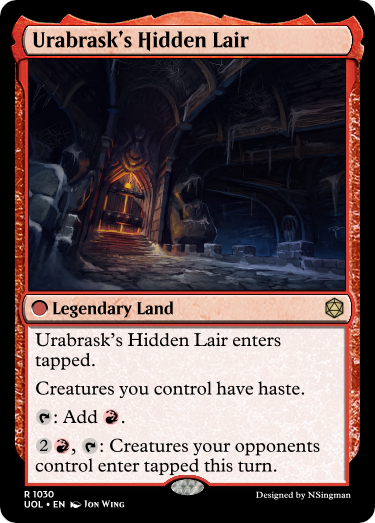 Urabrask's Hidden Lair
Legendary Land
Urabrask's Hidden Lair enters
tapped.
Creatures you control have haste.
: Add .
2 , : Creatures your opponents
control enter tapped this turn.
R 1030
UOL • EN Jon Wing
Designed by NSingman